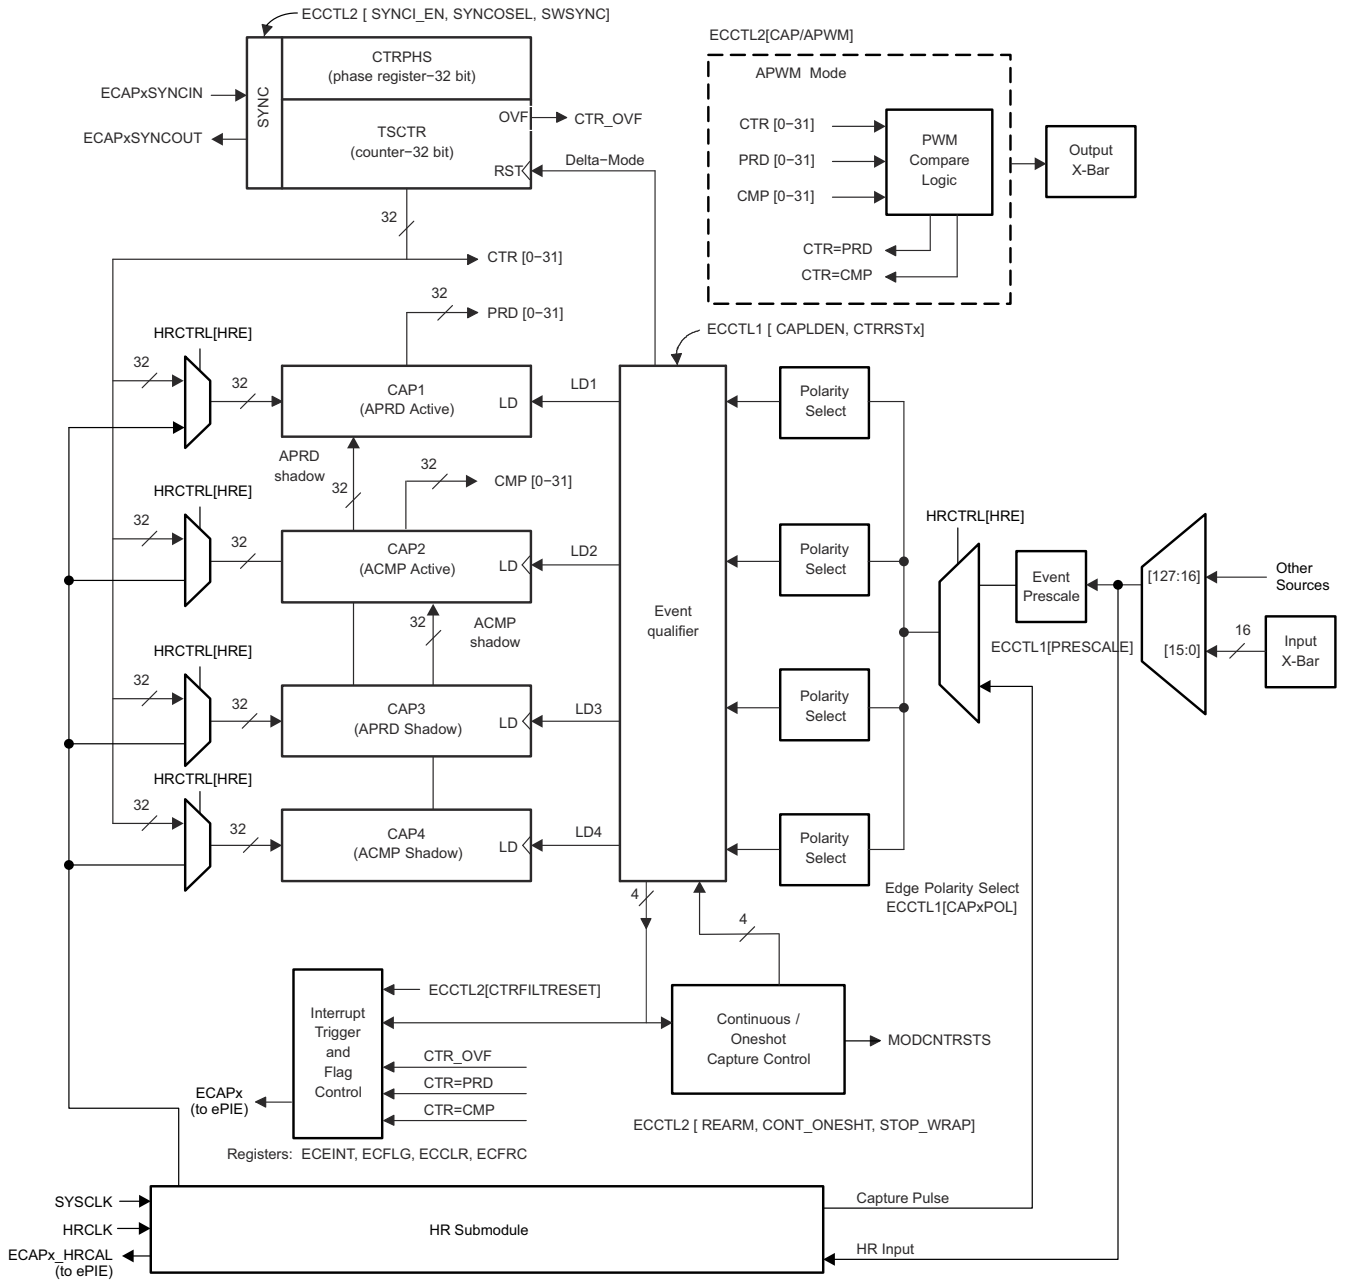 ECCTL2 [ SYNCI_EN, SYNCOSEL, SWSYNC]
SYNC
CTRPHS
(phase register−32 bit)
TSCTR
(counter−32 bit)
OVF
RST
ECAPxSYNCIN
ECAPxSYNCOUT
CTR_OVF
Delta−Mode
32
CTR [0−31]
32
PRD [0−31]
ECCTL2[CAP/APWM]
APWM Mode
CTR [0−31]
PRD [0−31]
CMP [0−31]
PWM
Compare
Logic
CTR=PRD
CTR=CMP
Output
X-Bar
ECCTL1 [ CAPLDEN, CTRRSTx]
HRCTRL[HRE]
32
32
CAP1
(APRD Active)
LD
LD1
Polarity
Select
APRD
shadow
32
32
CMP [0−31]
HRCTRL[HRE]
32
32
CAP2
(ACMP Active)
LD
LD2
Polarity
Select
32
ACMP
shadow
Event
qualifier
HRCTRL[HRE]
Event
Prescale
ECCTL1[PRESCALE]
[127:16]
[15:0]
Other
Sources
16
Input
X-Bar
HRCTRL[HRE]
32
32
CAP3
(APRD Shadow)
LD
LD3
Polarity
Select
HRCTRL[HRE]
32
32
CAP4
(ACMP Shadow)
LD
LD4
Polarity
Select
Edge Polarity Select
ECCTL1[CAPxPOL]
4
4
Interrupt
Trigger
and
Flag
Control
ECCTL2[CTRFILTRESET]
CTR_OVF
CTR=PRD
CTR=CMP
ECAPx
(to ePIE)
Registers: ECEINT, ECFLG, ECCLR, ECFRC
Continuous /
Oneshot
Capture Control
MODCNTRSTS
ECCTL2 [ REARM, CONT_ONESHT, STOP_WRAP]
SYSCLK
HRCLK
ECAPx_HRCAL
(to ePIE)
HR Submodule
Capture Pulse
HR Input